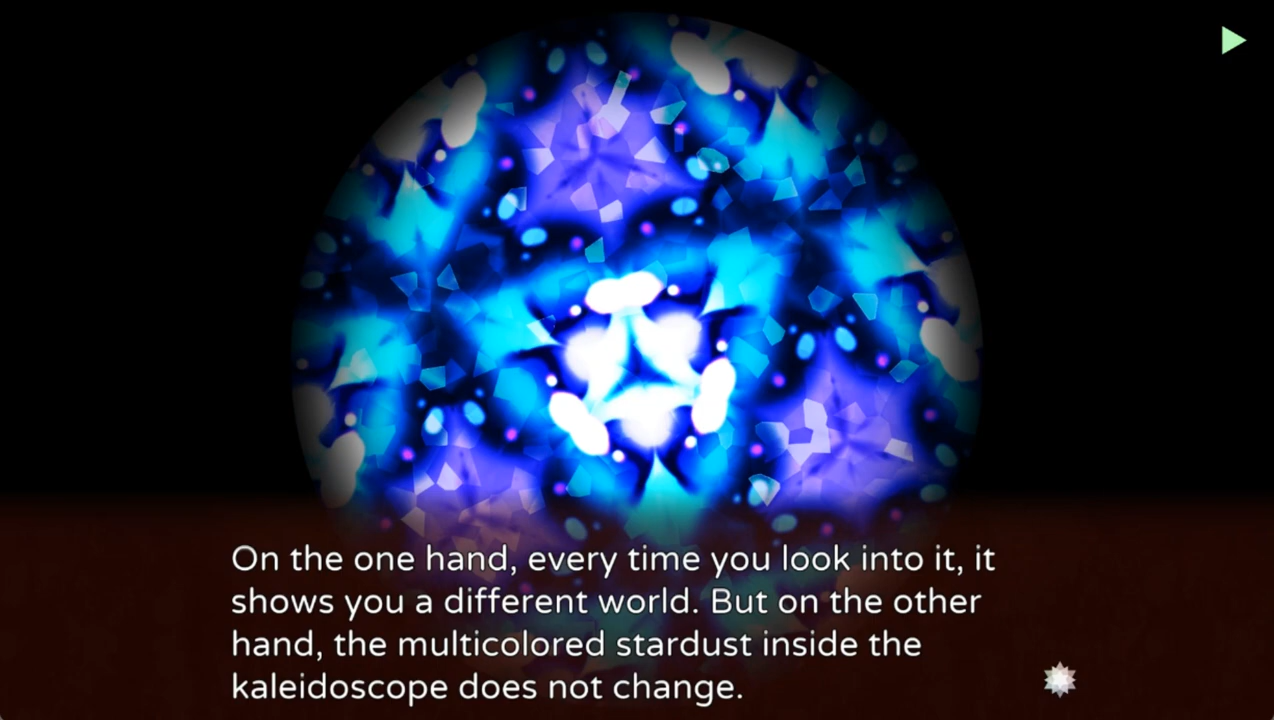 On the one hand, every time you look into it, it
shows you a different world. But on the other
hand, the multicolored stardust inside the
kaleidoscope does not change.